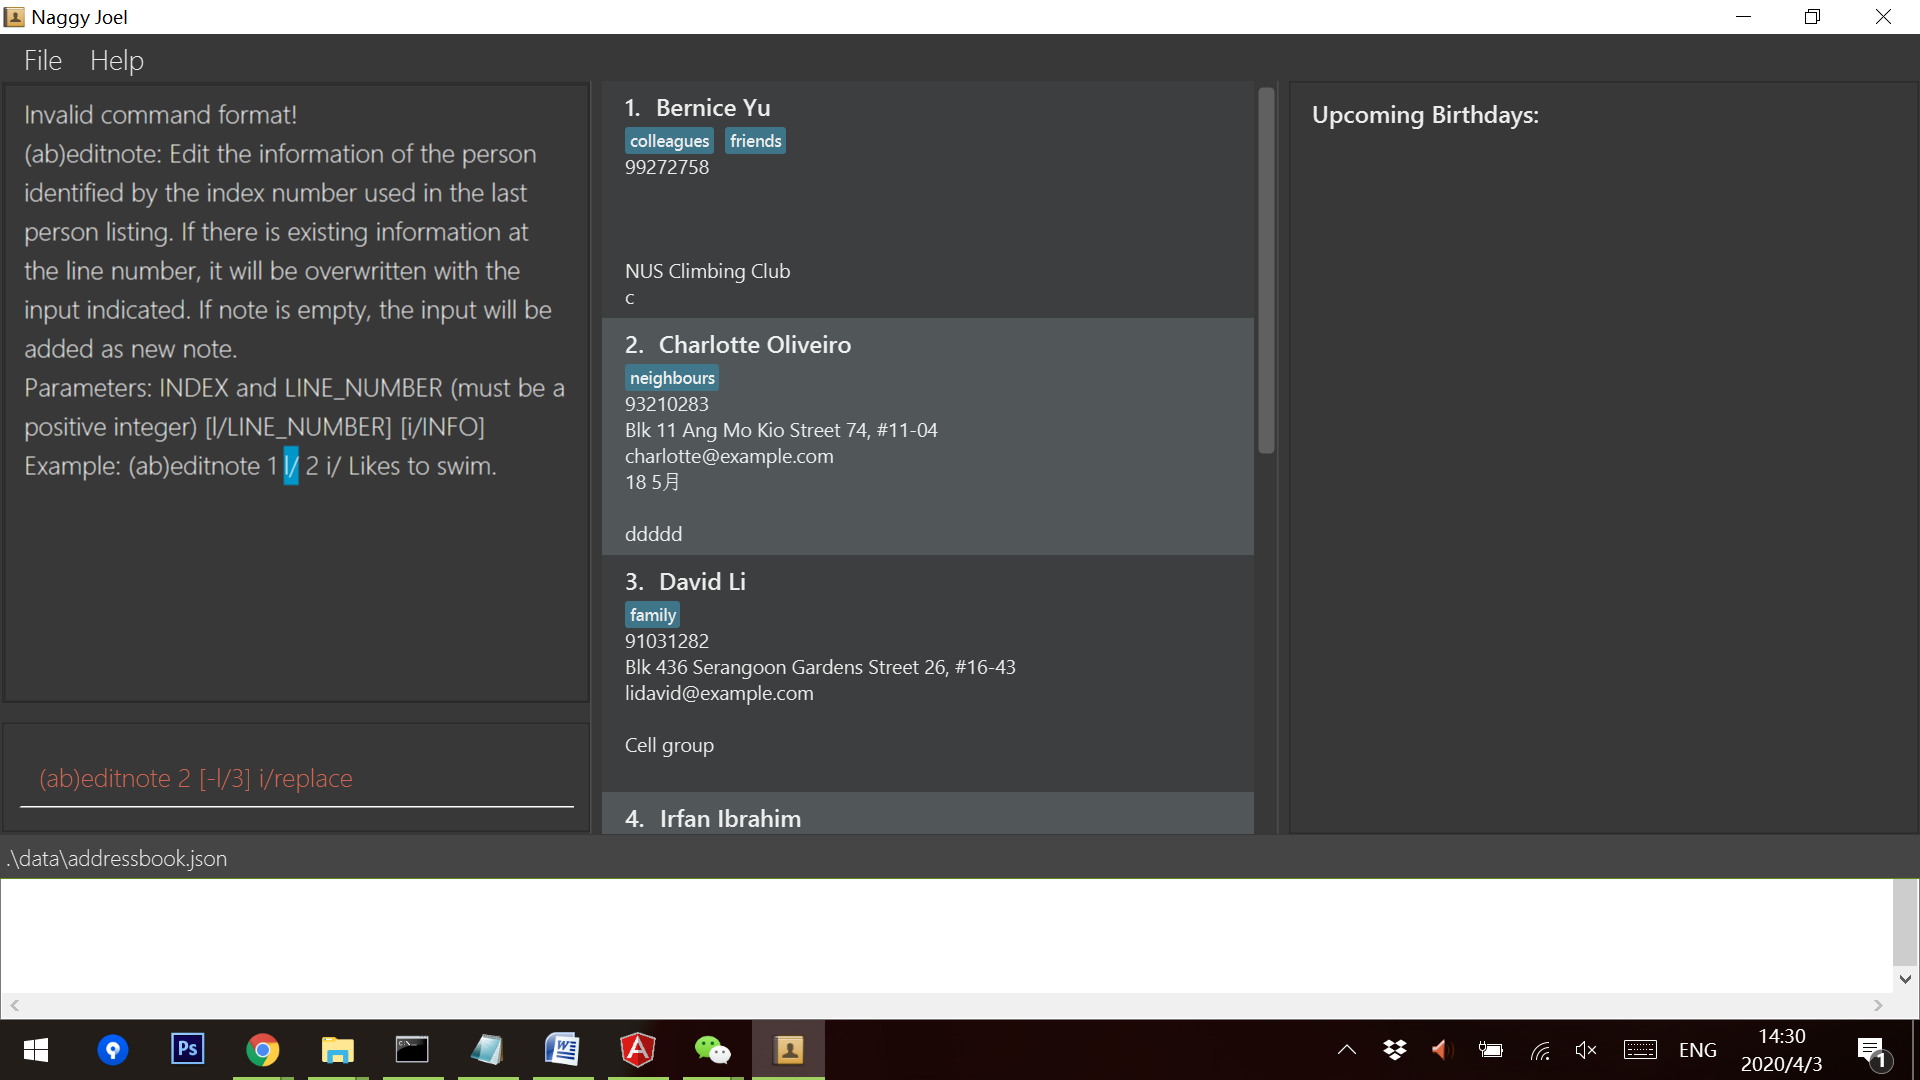 Naggy Joel
File Help
Invalid command format!
(ab)editnote: Edit the information of the person
identified by the index number used in the last
person listing. If there is existing information at
the line number, it will be overwritten with the
input indicated. If note is empty, the input will be
added as new note.
Parameters: INDEX and LINE_NUMBER (must be a
positive integer) [l/LINE_NUMBER] [i/INFO]
Example: (ab)editnote 1 l/ 2 i/ Likes to swim.
(ab)editnote 2 [-l/3] i/replace
1. Bernice Yu
colleagues friends
99272758
NUS Climbing Club
c
2. Charlotte Oliveiro
neighbours
93210283
Blk 11 Ang Mo Kio Street 74, #11-04
charlotte@example.com
18 5月
ddddd
3. David Li
family
91031282
Blk 436 Serangoon Gardens Street 26, #16-43
lidavid@example.com
Cell group
4. Irfan Ibrahim
Upcoming Birthdays:
.\data\addressbook.json
Ps
ENG
14:30
2020/4/3
1